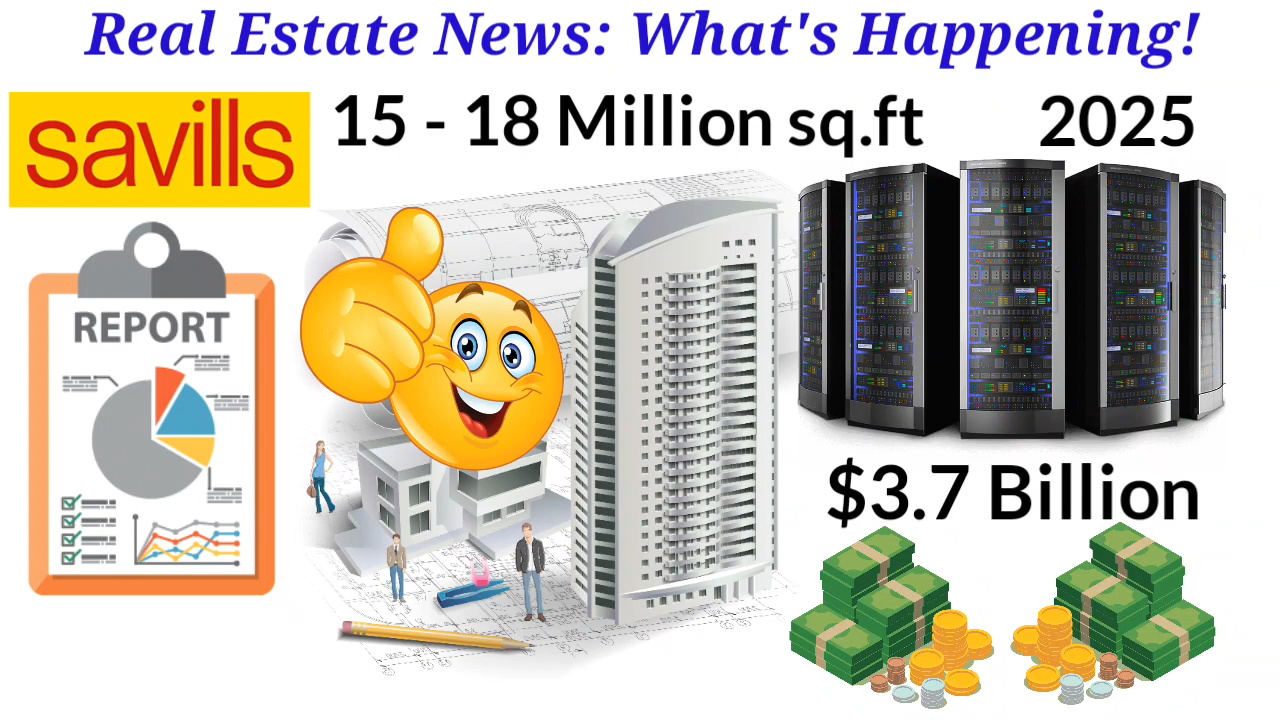 Real Estate News: What's Happening!
savills
15 - 18 Million sq.ft
2025
REPORT
$3.7 Billion